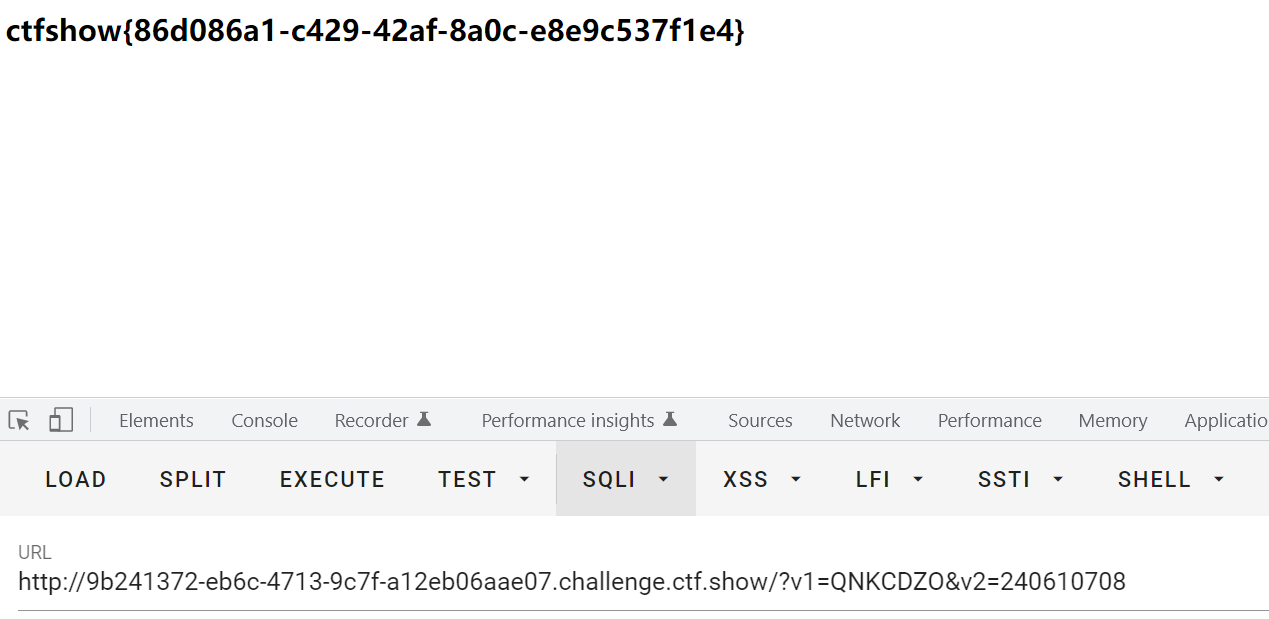 ctfshow{86d086a1-c429-42af-8a0c-e8e9c537f1e4}
Elements Console Recorder Performance insights Sources Network Performance Memory Applicatio
LOAD SPLIT EXECUTE TEST SQLI XSS LFI SSTI SHELL
URL
http://9b241372-eb6c-4713-9c7f-a12eb06aae07.challenge.ctf.show/?v1=QNKCDZO&v2=240610708